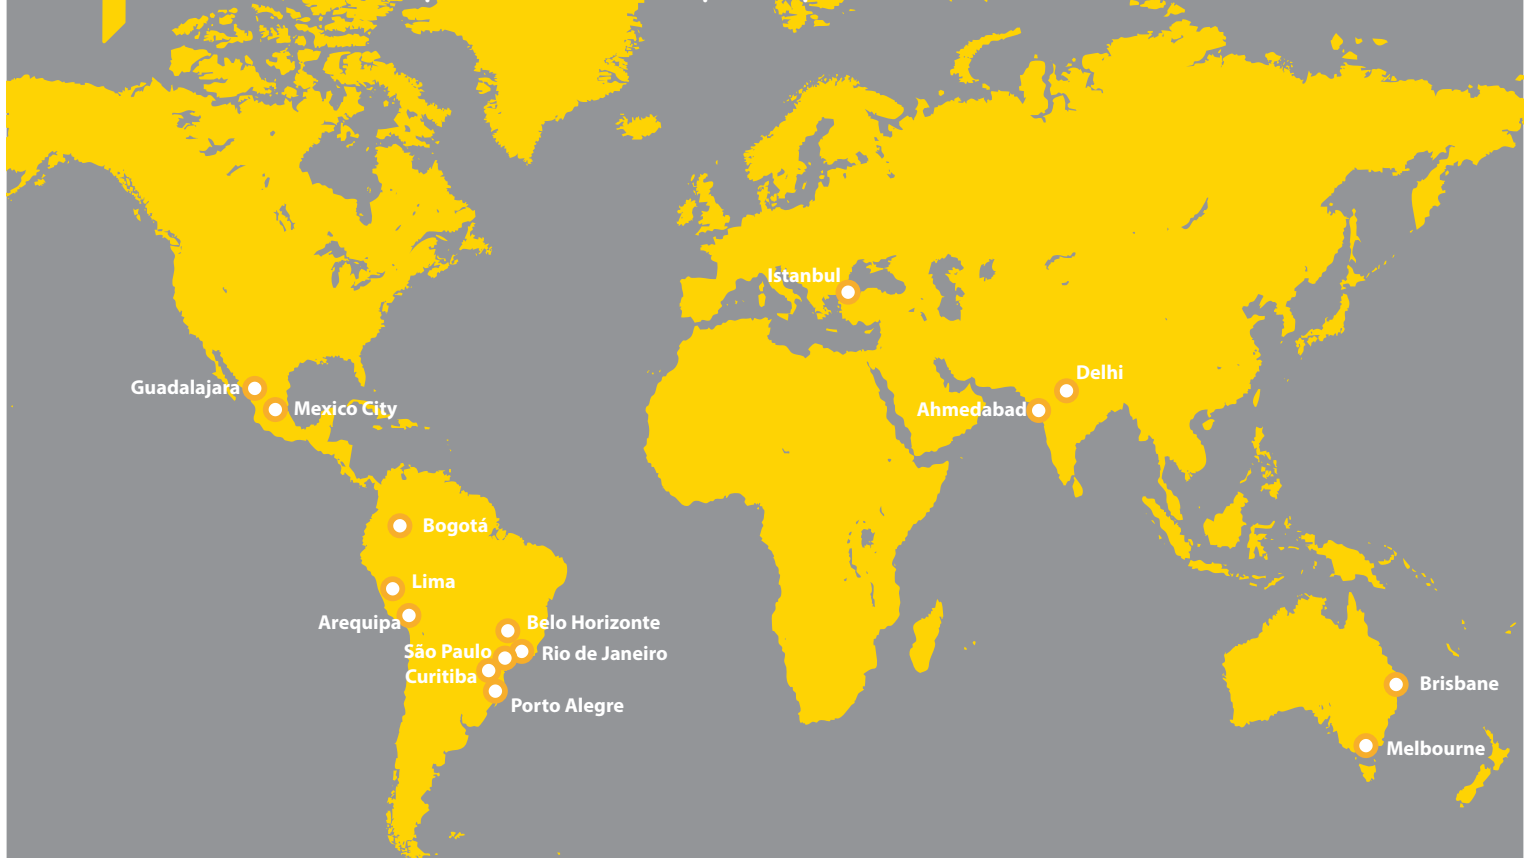 Istanbul
Delhi
Guadalajara
Mexico City
Ahmedabad
Bogotá
Lima
Arequipa
Belo Horizonte
São Paulo
Rio de Janeiro
Curitiba
Porto Alegre
Brisbane
Melbourne